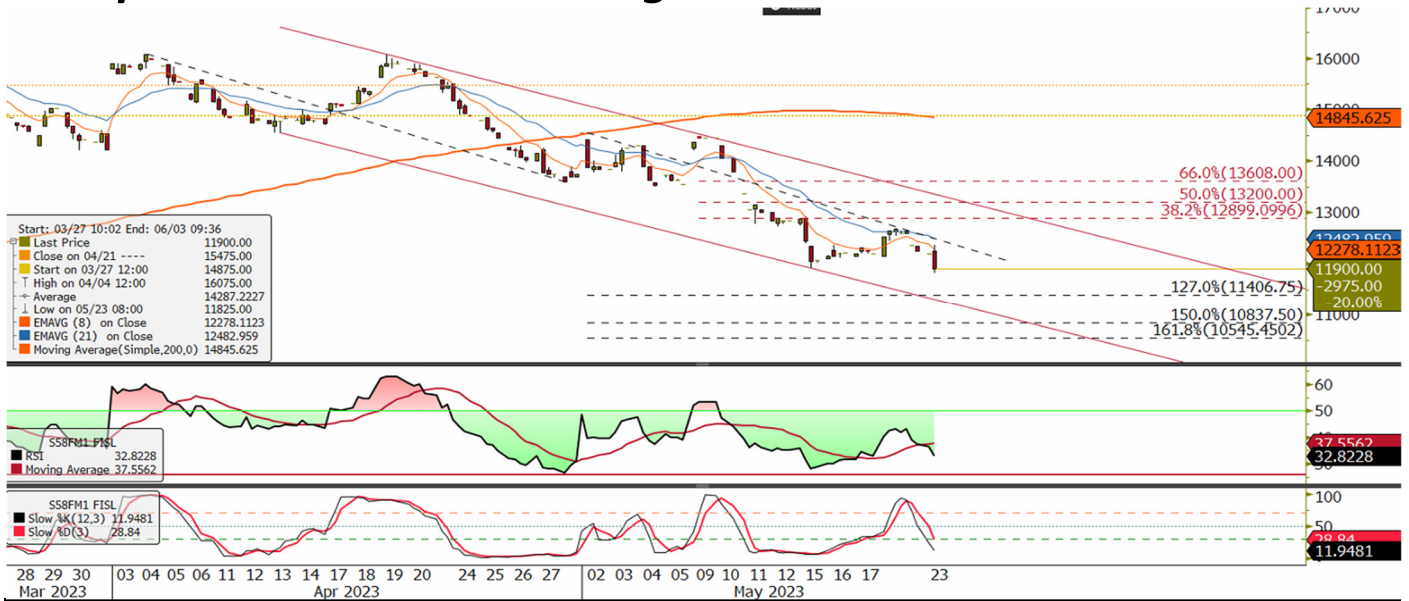 17000
16000
15000
14845.625
14000
66.0%(13608.00)
50.0%(13200.00)
38.2%(12899.0996)
13000
12482.959
12278.1123
11900.00
-2975.00
-20.00%
127.0%(11406.75)
11000
150.0%(10837.50)
161.8%(10545.4502)
Start: 03/27 10:02 End: 06/03 09:36
Last Price 11900.00
Close on 04/21 ---- 15475.00
Start on 03/27 12:00 14875.00
High on 04/04 12:00 16075.00
Average 14287.2227
Low on 05/23 08:00 11825.00
EMAVG (8) on Close 12278.1123
EMAVG (21) on Close 12482.959
Moving Average(Simple,200,0) 14845.625
60
50
37.5562
32.8228
S58FM1 FISL
RSI 32.8228
Moving Average 37.5562
100
50
28.84
11.9481
S58FM1 FISL
Slow %K(12,3) 11.9481
Slow %D(3) 28.84
28 29 30 03 04 05 06 11 12 13 14 17 18 19 20 24 25 26 27 02 03 04 05 09 10 11 12 15 16 17 23
Mar 2023 Apr 2023 May 2023